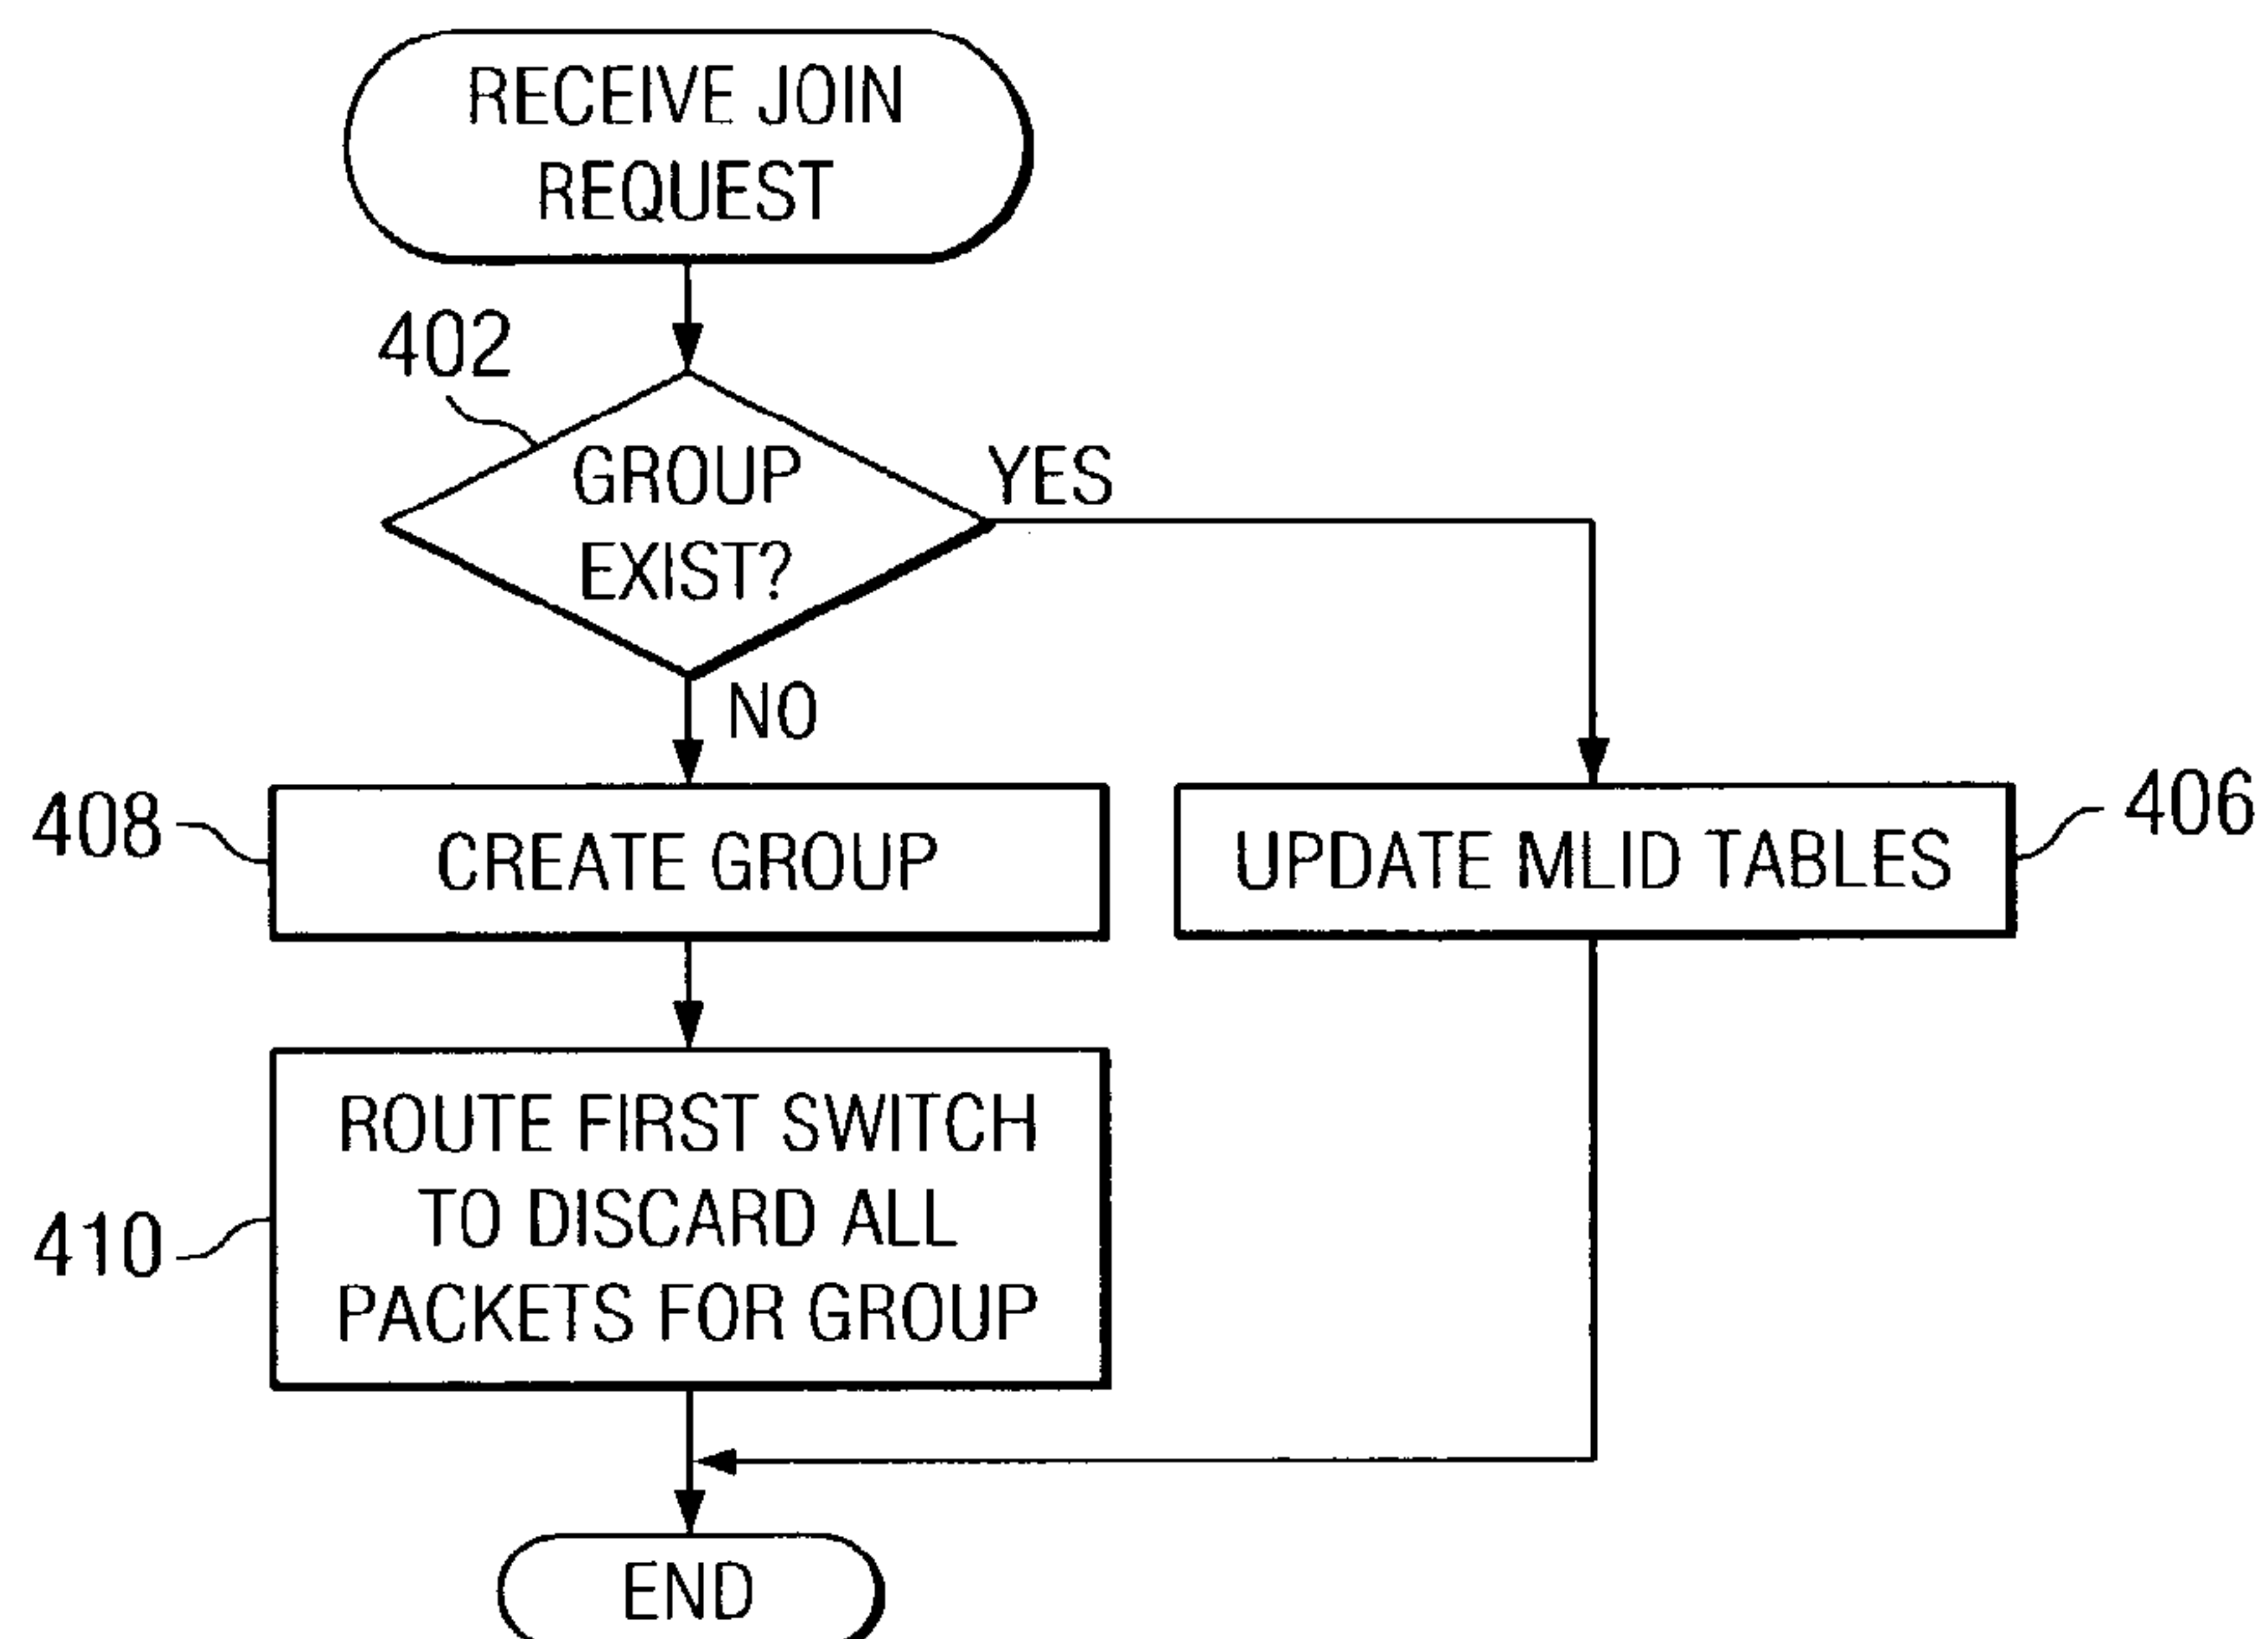 RECEIVE JOIN
REQUEST
402
GROUP
EXIST?
YES
NO
408
CREATE GROUP
UPDATE MLID TABLES
406
410
ROUTE FIRST SWITCH
TO DISCARD ALL
PACKETS FOR GROUP
END